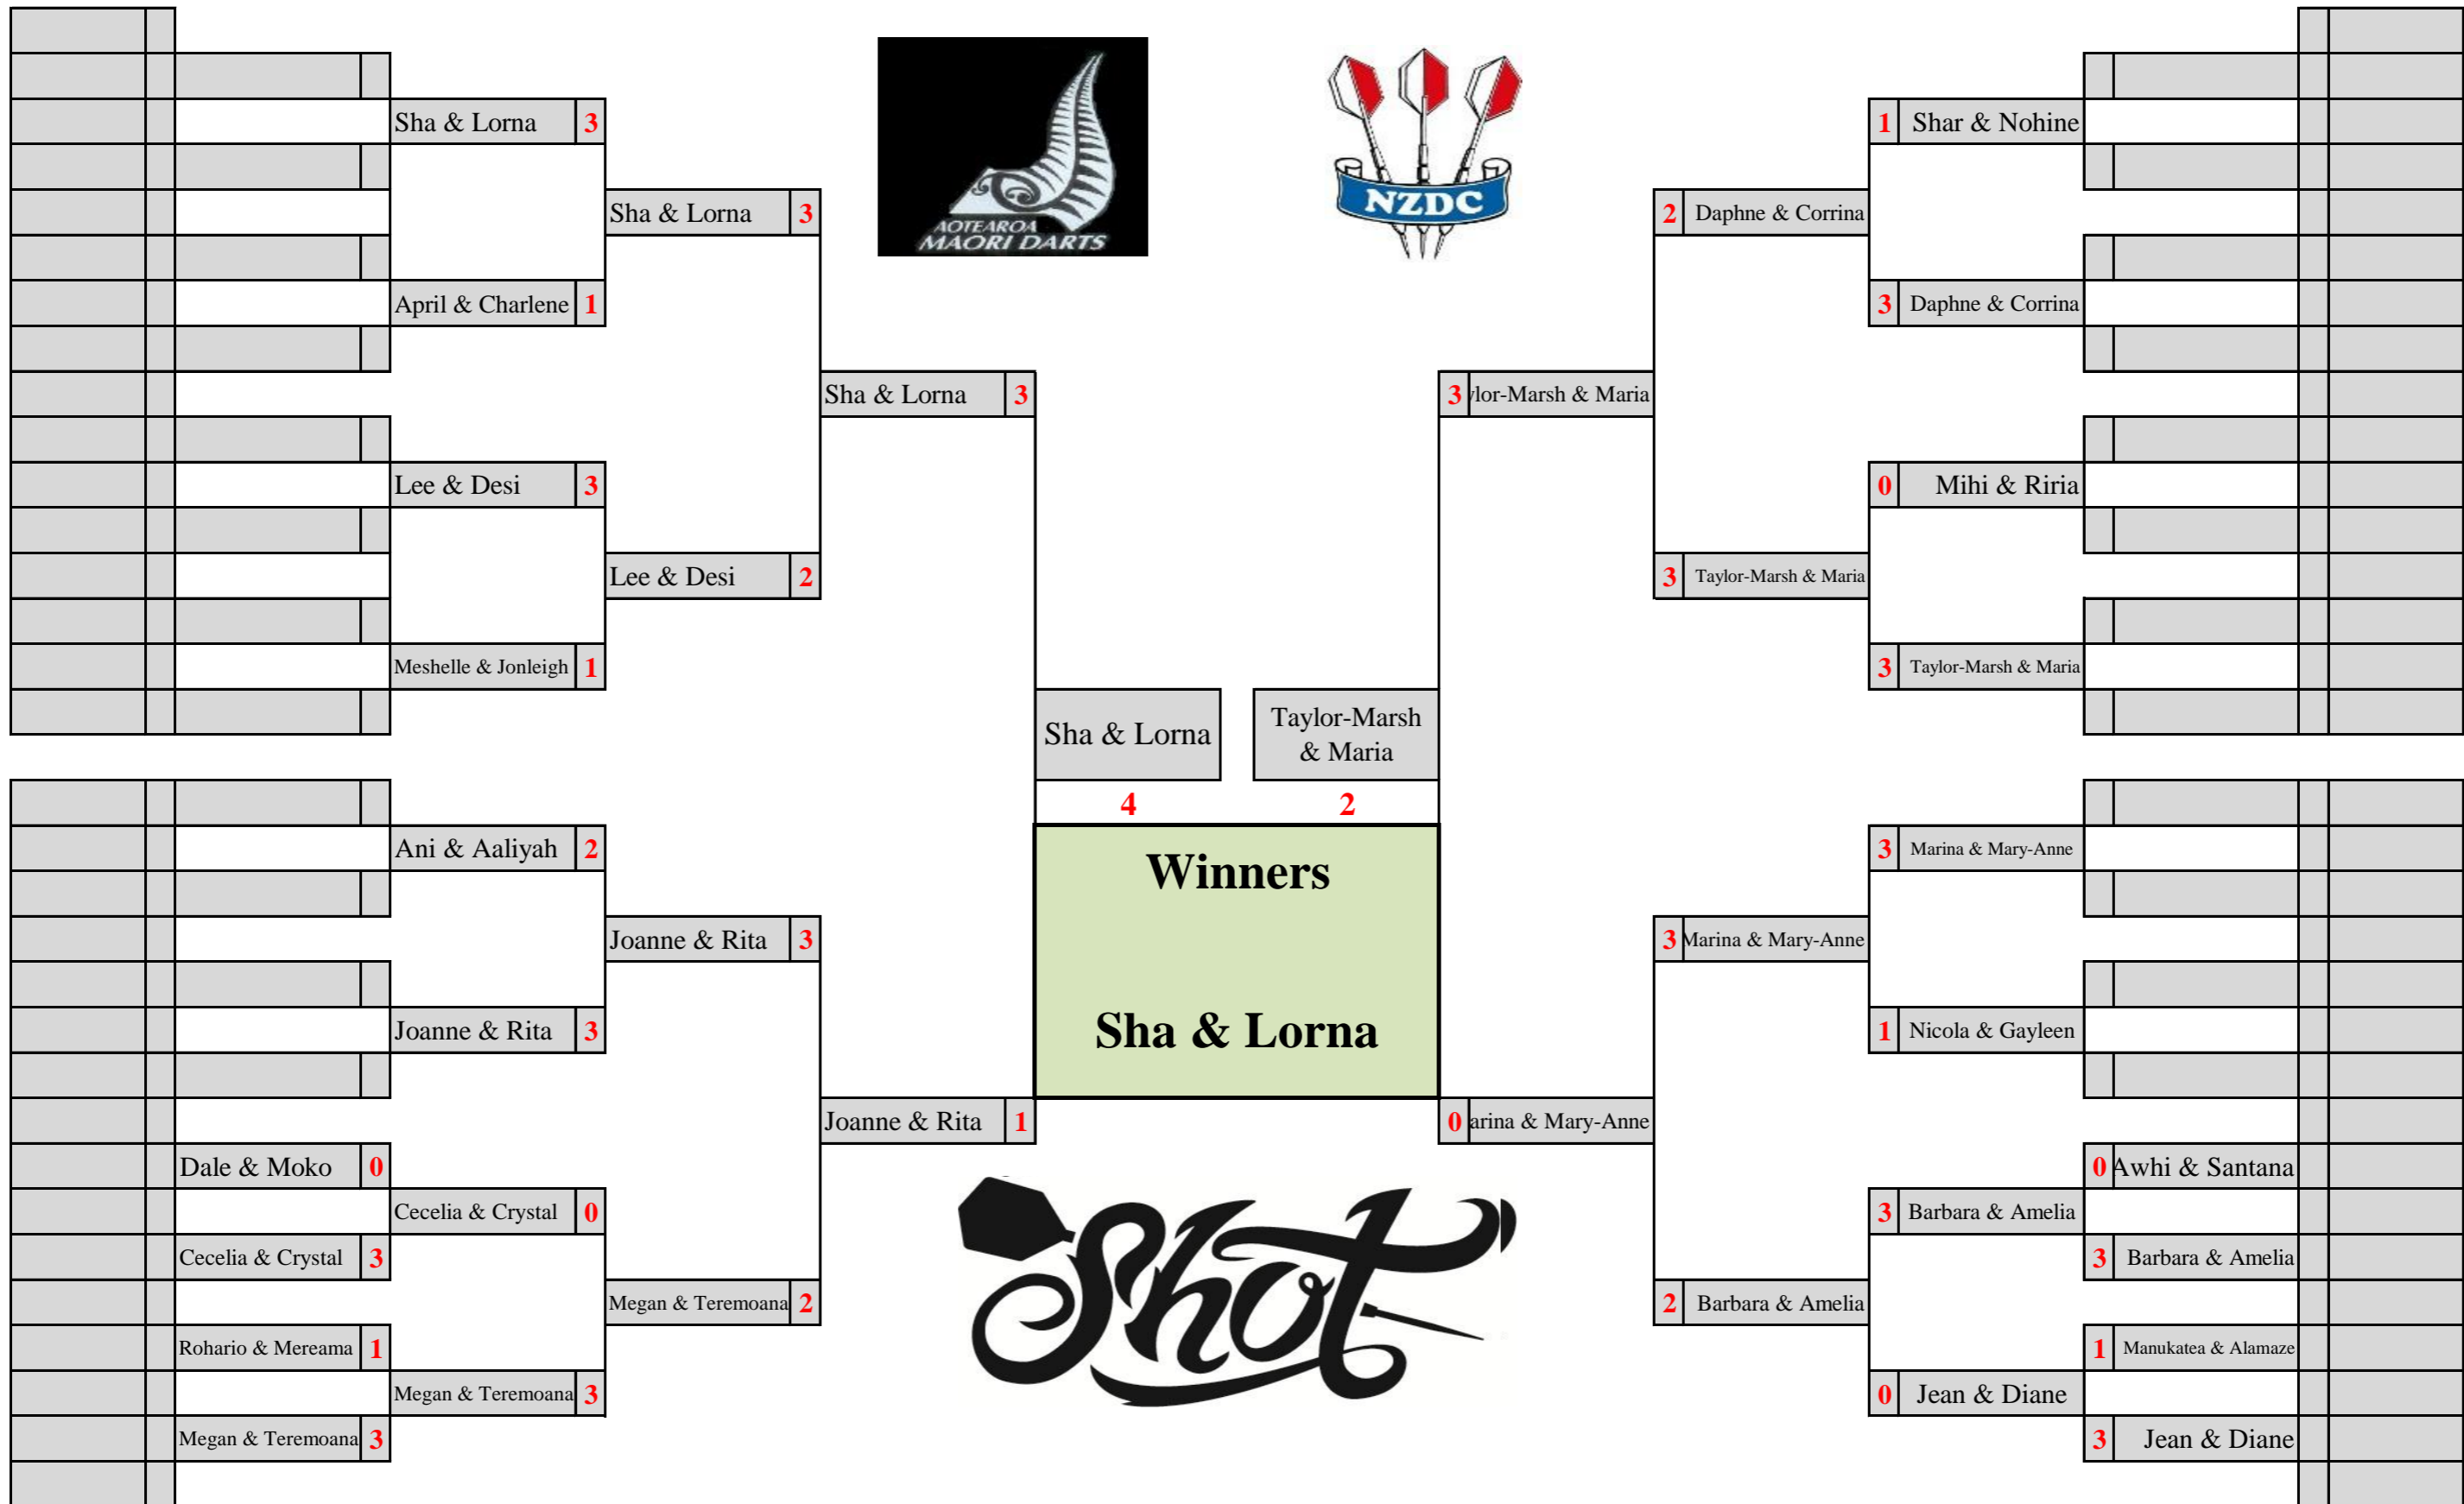 AOTEAROA
MAORI DARTS
NZDC
Sha & Lorna 3
1 Shar & Nohine
Sha & Lorna 3
2 Daphne & Corrina
April & Charlene 1
3 Daphne & Corrina
Sha & Lorna 3
3 ylor-Marsh & Maria
Lee & Desi 3
0 Mihi & Riria
Lee & Desi 2
3 Taylor-Marsh & Maria
Meshelle & Jonleigh 1
3 Taylor-Marsh & Maria
Sha & Lorna
Taylor-Marsh
& Maria
4 2
Ani & Aaliyah 2
Winners
3 Marina & Mary-Anne
Joanne & Rita 3
3 Marina & Mary-Anne
Joanne & Rita 3
Sha & Lorna
1 Nicola & Gayleen
Joanne & Rita 1
0 arina & Mary-Anne
Dale & Moko 0
0 Awhi & Santana
Cecelia & Crystal 0
3 Barbara & Amelia
Cecelia & Crystal 3
3 Barbara & Amelia
Megan & Teremoana 2
Shot
2 Barbara & Amelia
Rohario & Mereama 1
1 Manukatea & Alamaze
Megan & Teremoana 3
0 Jean & Diane
Megan & Teremoana 3
3 Jean & Diane